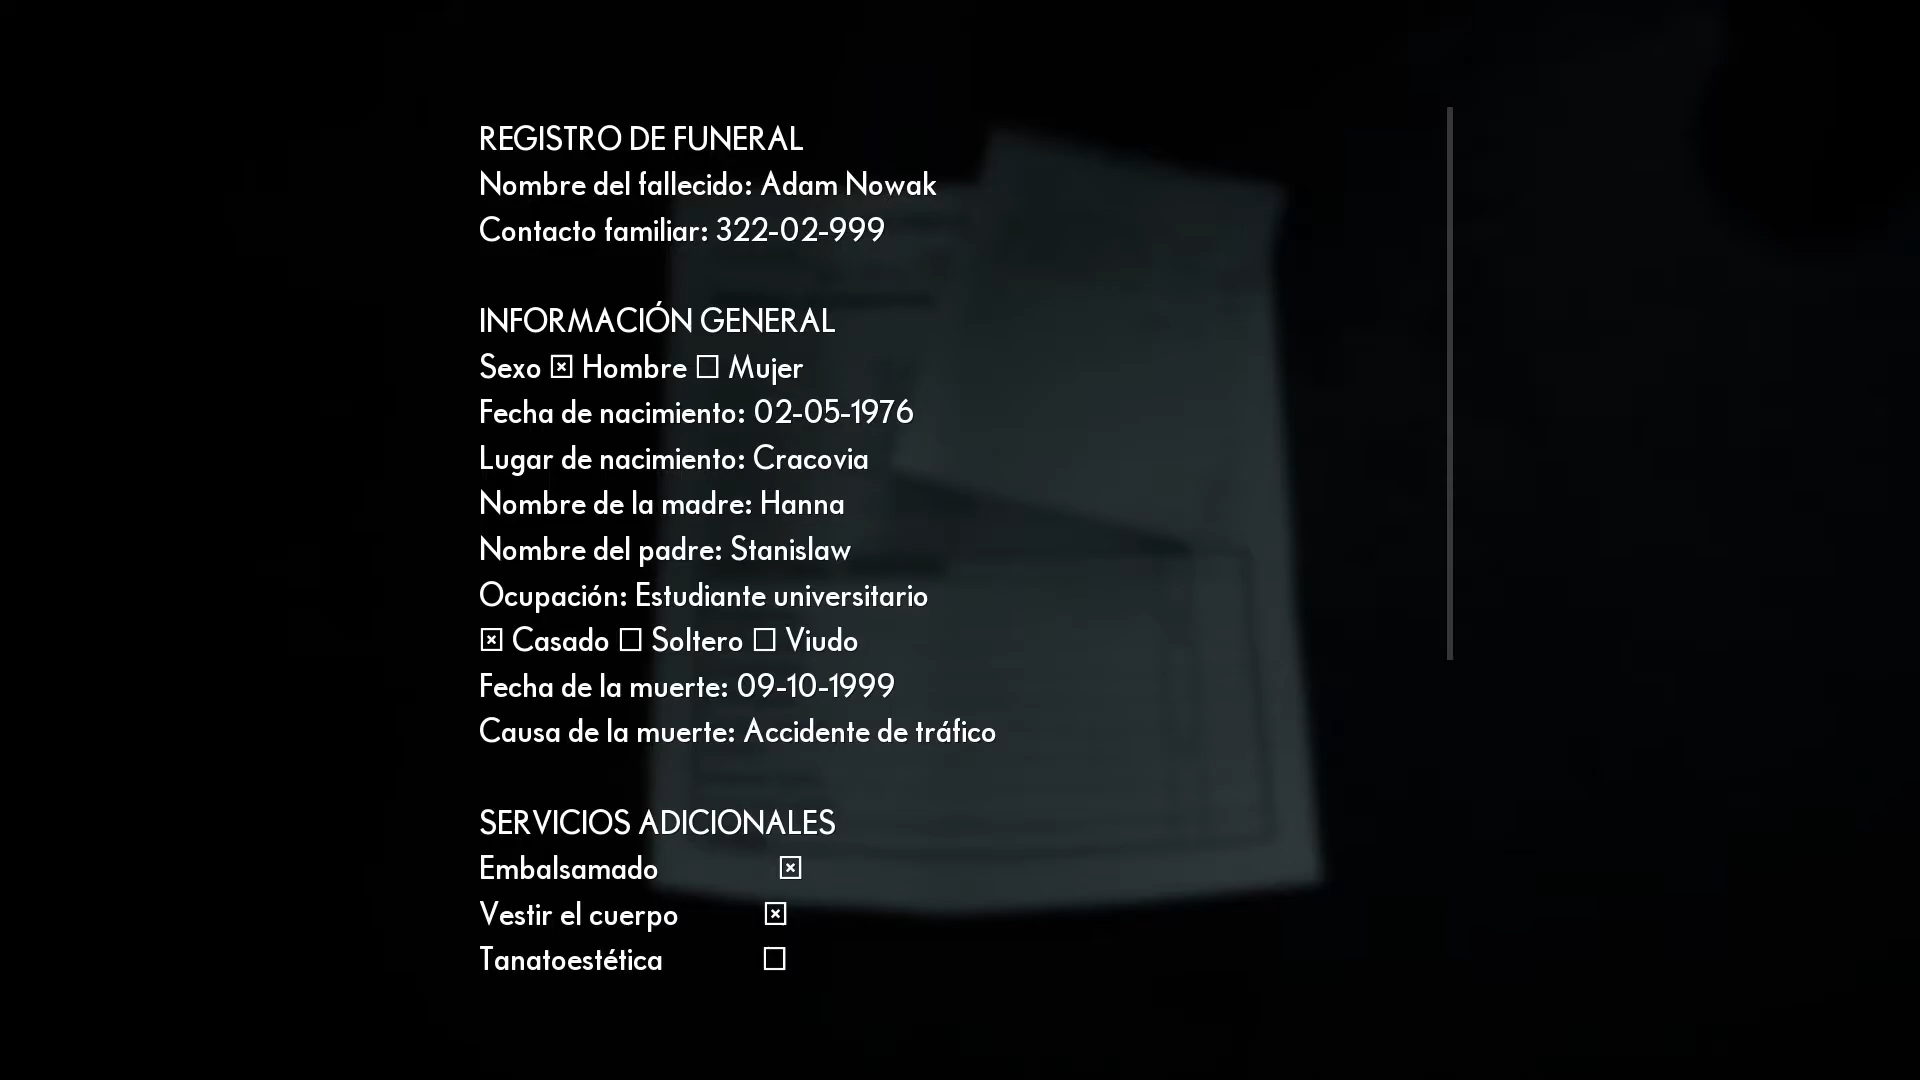 REGISTRO DE FUNERAL
Nombre del fallecido: Adam Nowak
Contacto familiar: 322-02-999
INFORMACIÓN GENERAL
Sexo ☒ Hombre ☐ Mujer
Fecha de nacimiento: 02-05-1976
Lugar de nacimiento: Cracovia
Nombre de la madre: Hanna
Nombre del padre: Stanislaw
Ocupación: Estudiante universitario
☒ Casado ☐ Soltero ☐ Viudo
Fecha de la muerte: 09-10-1999
Causa de la muerte: Accidente de tráfico
SERVICIOS ADICIONALES
Embalsamado ☒
Vestir el cuerpo ☒
Tanatoestética ☐